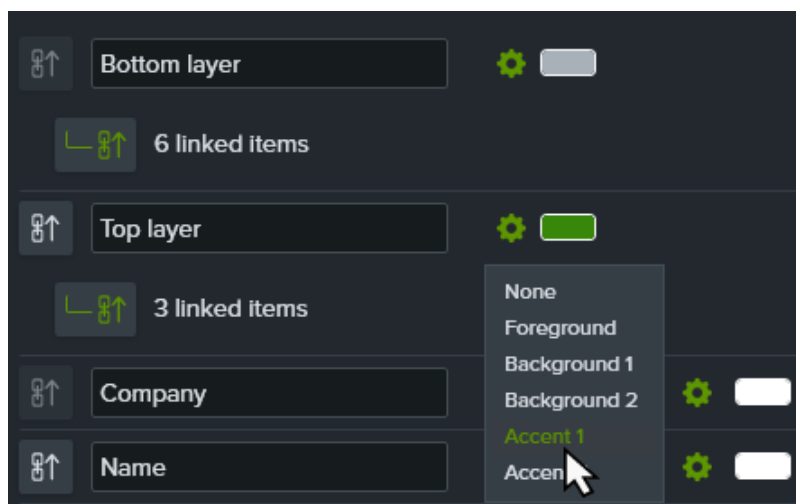 Bottom layer
6 linked items
Top layer
3 linked items
None
Foreground
Background 1
Background 2
Accent 1
Company
Name